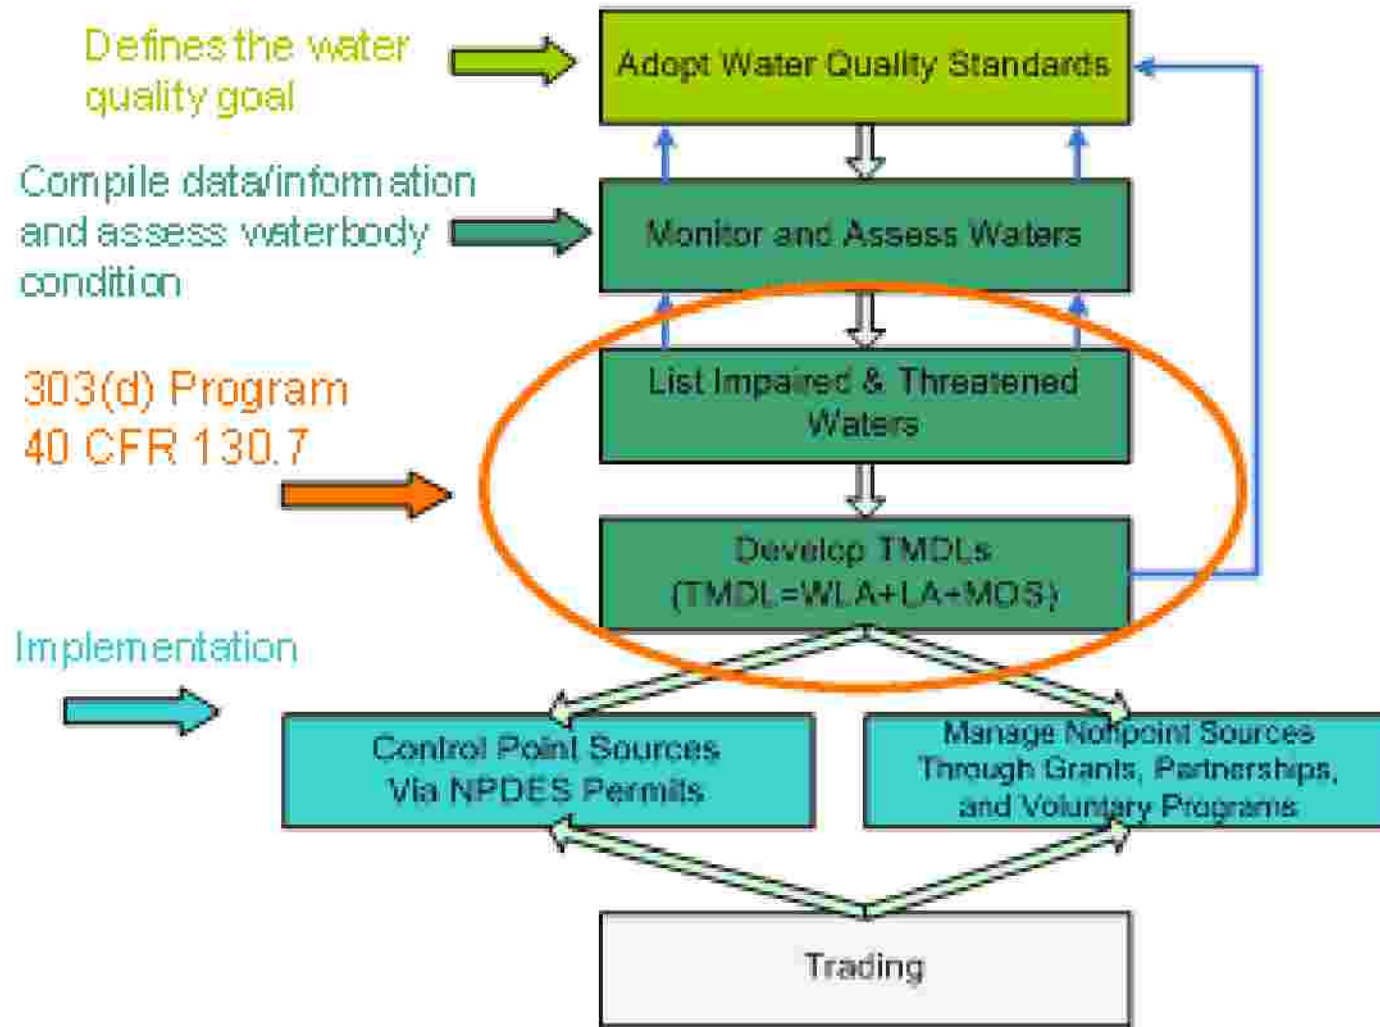 Defines the water
quality goal
Adopt Water Quality Standards
Compile data/information
and assess waterbody
condition
Monitor and Assess Waters
303(d) Program
40 CFR 130.7
List Impaired & Threatened
Waters
Develop TMDLs
(TMDL=WLA+LA+MOS)
Implementation
Control Point Sources
Via NPDES Permits
Manage Nonpoint Sources
Through Grants, Partnerships,
and Voluntary Programs
Trading